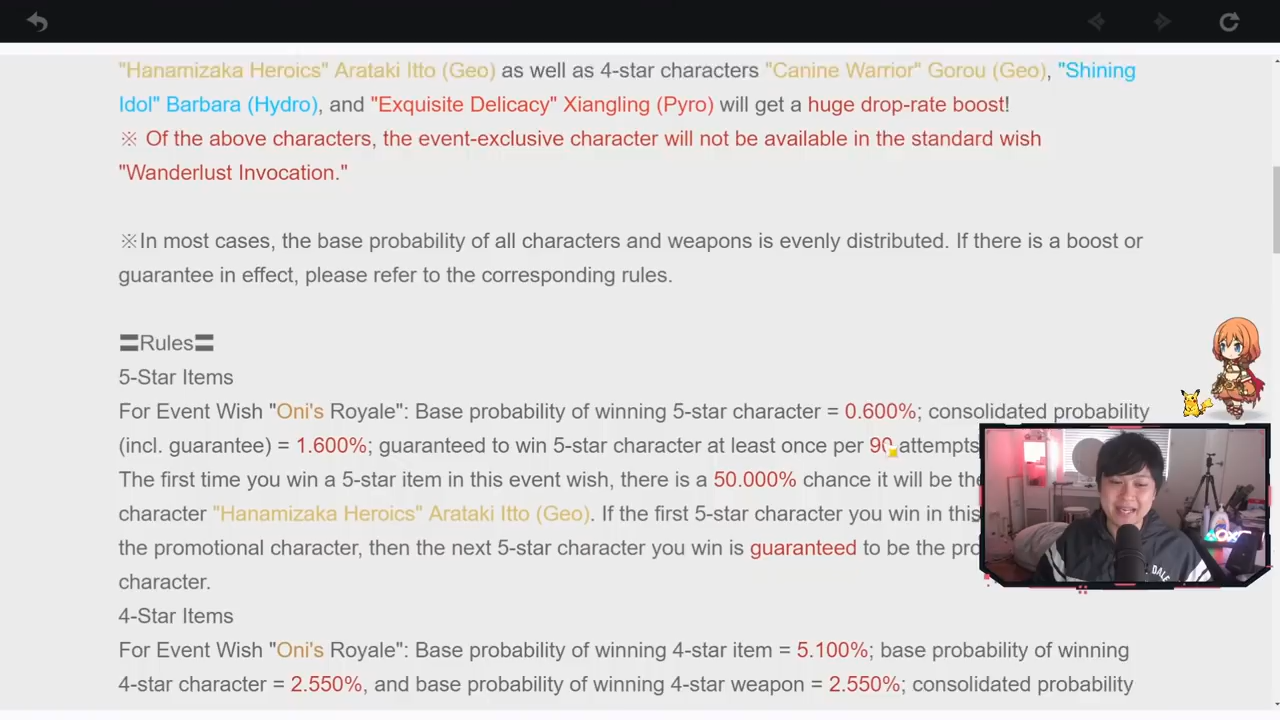 "Hanamizaka Heroics" Arataki Itto (Geo) as well as 4-star characters "Canine Warrior" Gorou (Geo), "Shining
Idol" Barbara (Hydro), and "Exquisite Delicacy" Xiangling (Pyro) will get a huge drop-rate boost!
※ Of the above characters, the event-exclusive character will not be available in the standard wish
"Wanderlust Invocation."
※In most cases, the base probability of all characters and weapons is evenly distributed. If there is a boost or
guarantee in effect, please refer to the corresponding rules.
〓Rules〓
5-Star Items
For Event Wish "Oni's Royale": Base probability of winning 5-star character = 0.600%; consolidated probability
(incl. guarantee) = 1.600%; guaranteed to win 5-star character at least once per 90 attempts
The first time you win a 5-star item in this event wish, there is a 50.000% chance it will be the
character "Hanamizaka Heroics" Arataki Itto (Geo). If the first 5-star character you win in this
the promotional character, then the next 5-star character you win is guaranteed to be the pro
character.
4-Star Items
For Event Wish "Oni's Royale": Base probability of winning 4-star item = 5.100%; base probability of winning
4-star character = 2.550%, and base probability of winning 4-star weapon = 2.550%; consolidated probability